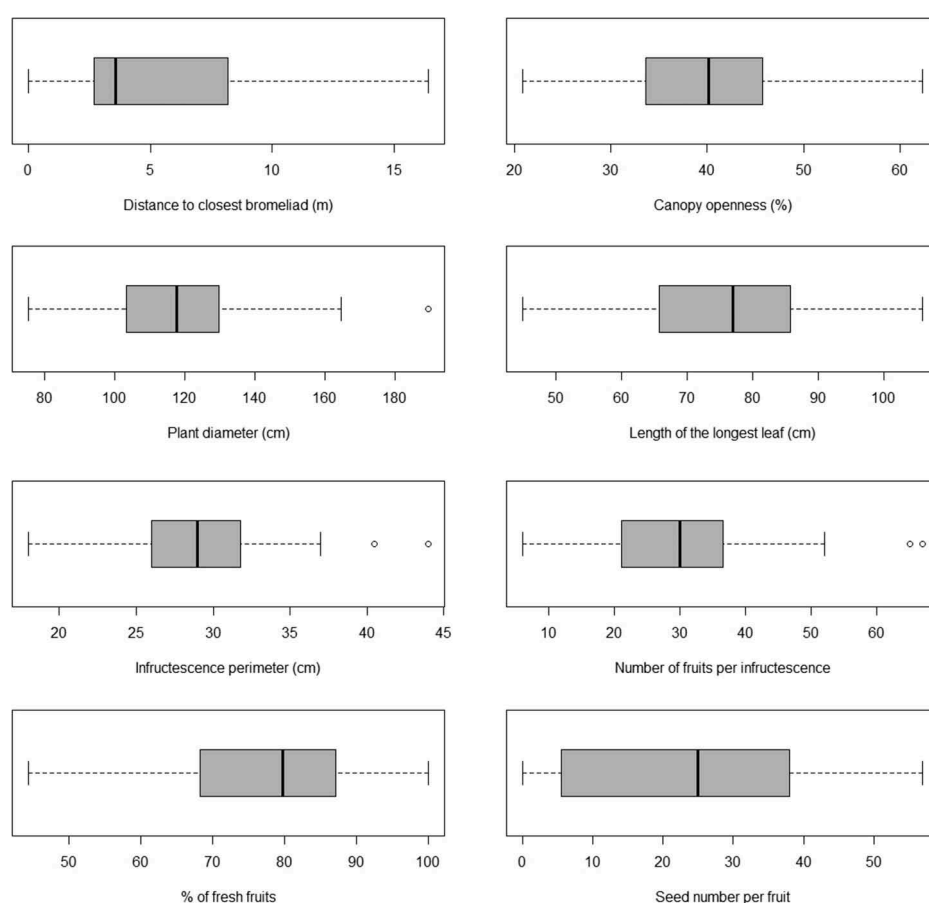 0 5 10 15
Distance to closest bromeliad (m)
20 30 40 50 60
Canopy openness (%)
80 100 120 140 160 180
Plant diameter (cm)
50 60 70 80 90 100
Length of the longest leaf (cm)
20 25 30 35 40 45
Infructescence perimeter (cm)
10 20 30 40 50 60
Number of fruits per infructescence
50 60 70 80 90 100
% of fresh fruits
0 10 20 30 40 50
Seed number per fruit